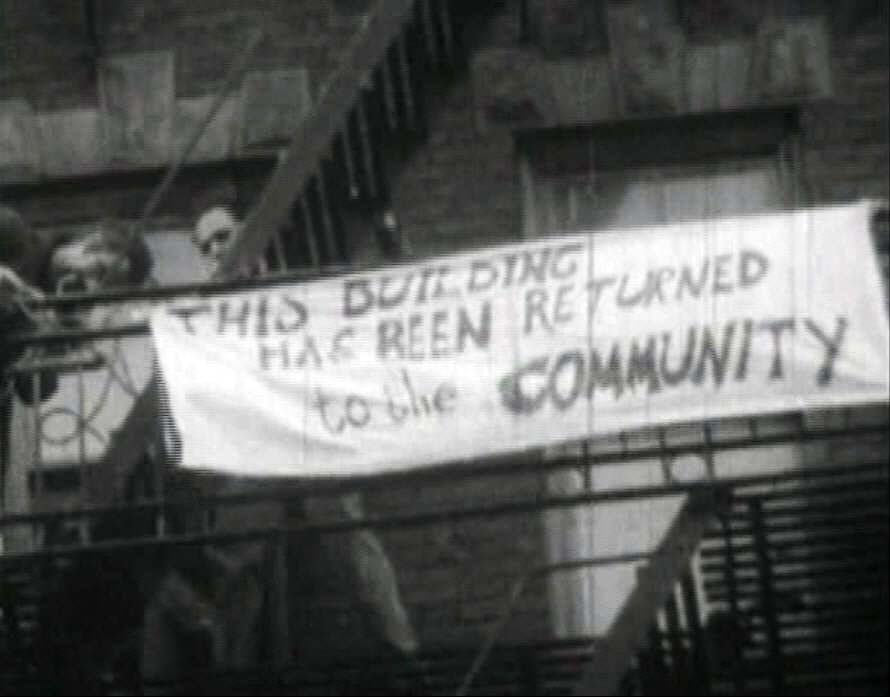 THIS BUILDING
HAS BEEN RETURNED
to the COMMUNITY